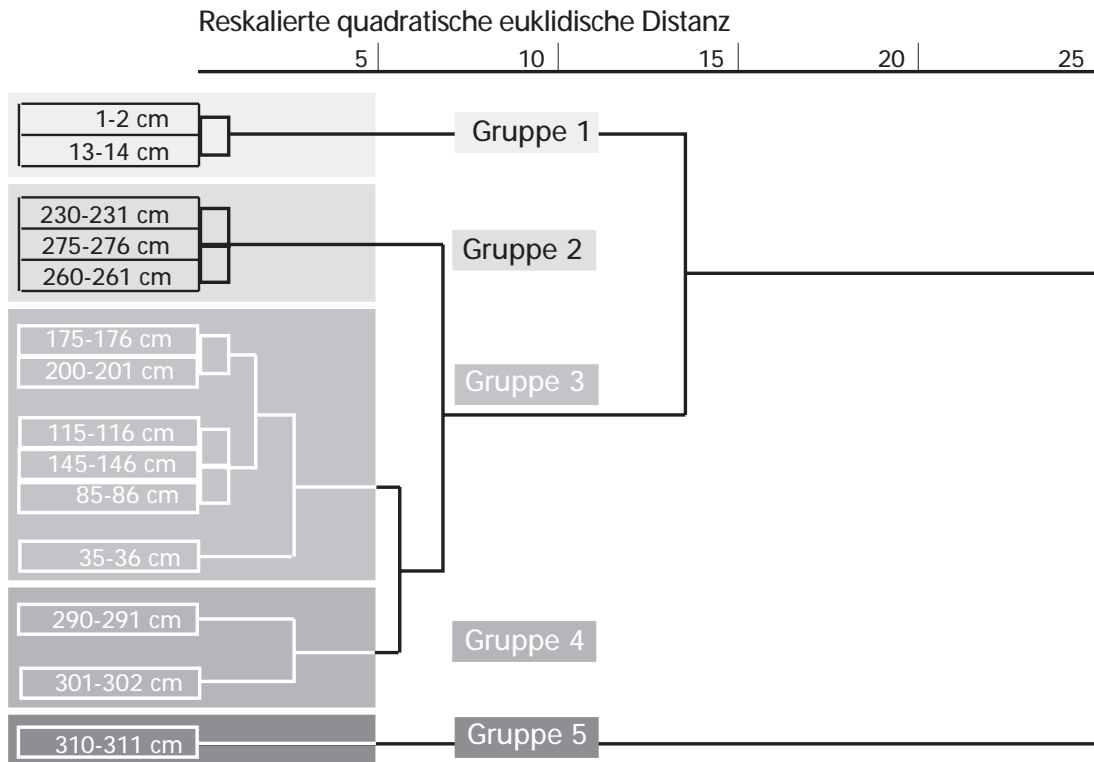 Reskalierte quadratische euklidische Distanz
5 10 15 20 25
1-2 cm
Gruppe 1
13-14 cm
230-231 cm
275-276 cm
Gruppe 2
260-261 cm
175-176 cm
200-201 cm
Gruppe 3
115-116 cm
145-146 cm
85-86 cm
35-36 cm
290-291 cm
Gruppe 4
301-302 cm
310-311 cm
Gruppe 5